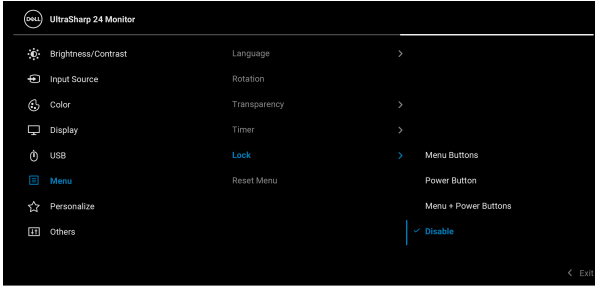 DELL UltraSharp 24 Monitor
Brightness/Contrast Language
Input Source Rotation
Color Transparency
Display Timer
USB Lock Menu Buttons
Menu Reset Menu Power Button
Personalize Menu + Power Buttons
Others Disable
Exit